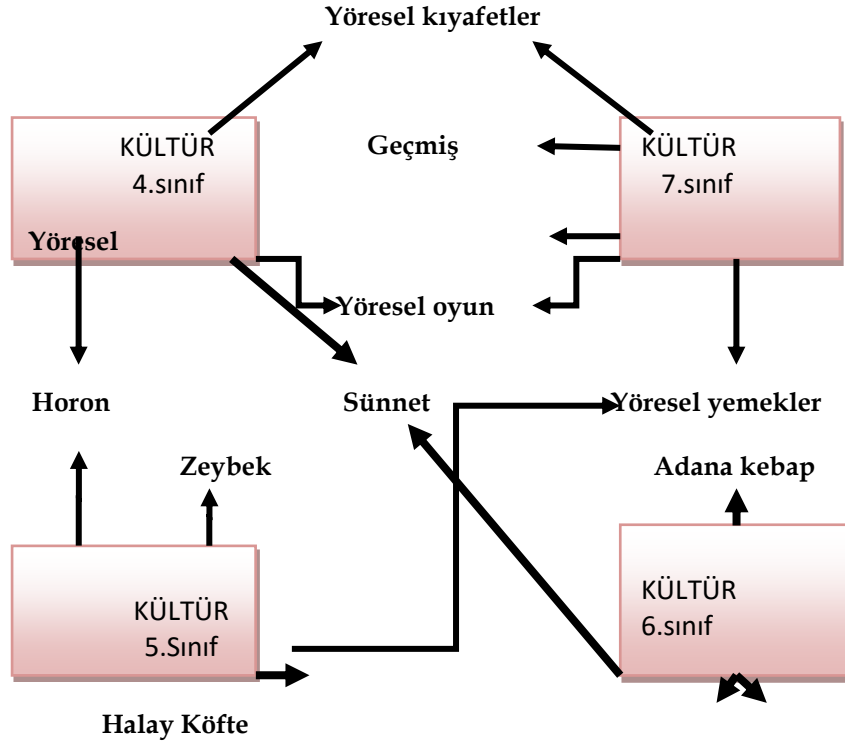 Yöresel kıyafetler
KÜLTÜR
4.sınıf
Geçmiş
KÜLTÜR
7.sınıf
Yöresel
Yöresel oyun
Horon
Sünnet
Yöresel yemekler
Zeybek
Adana kebap
KÜLTÜR
5.Sınıf
KÜLTÜR
6.sınıf
Halay Köfte